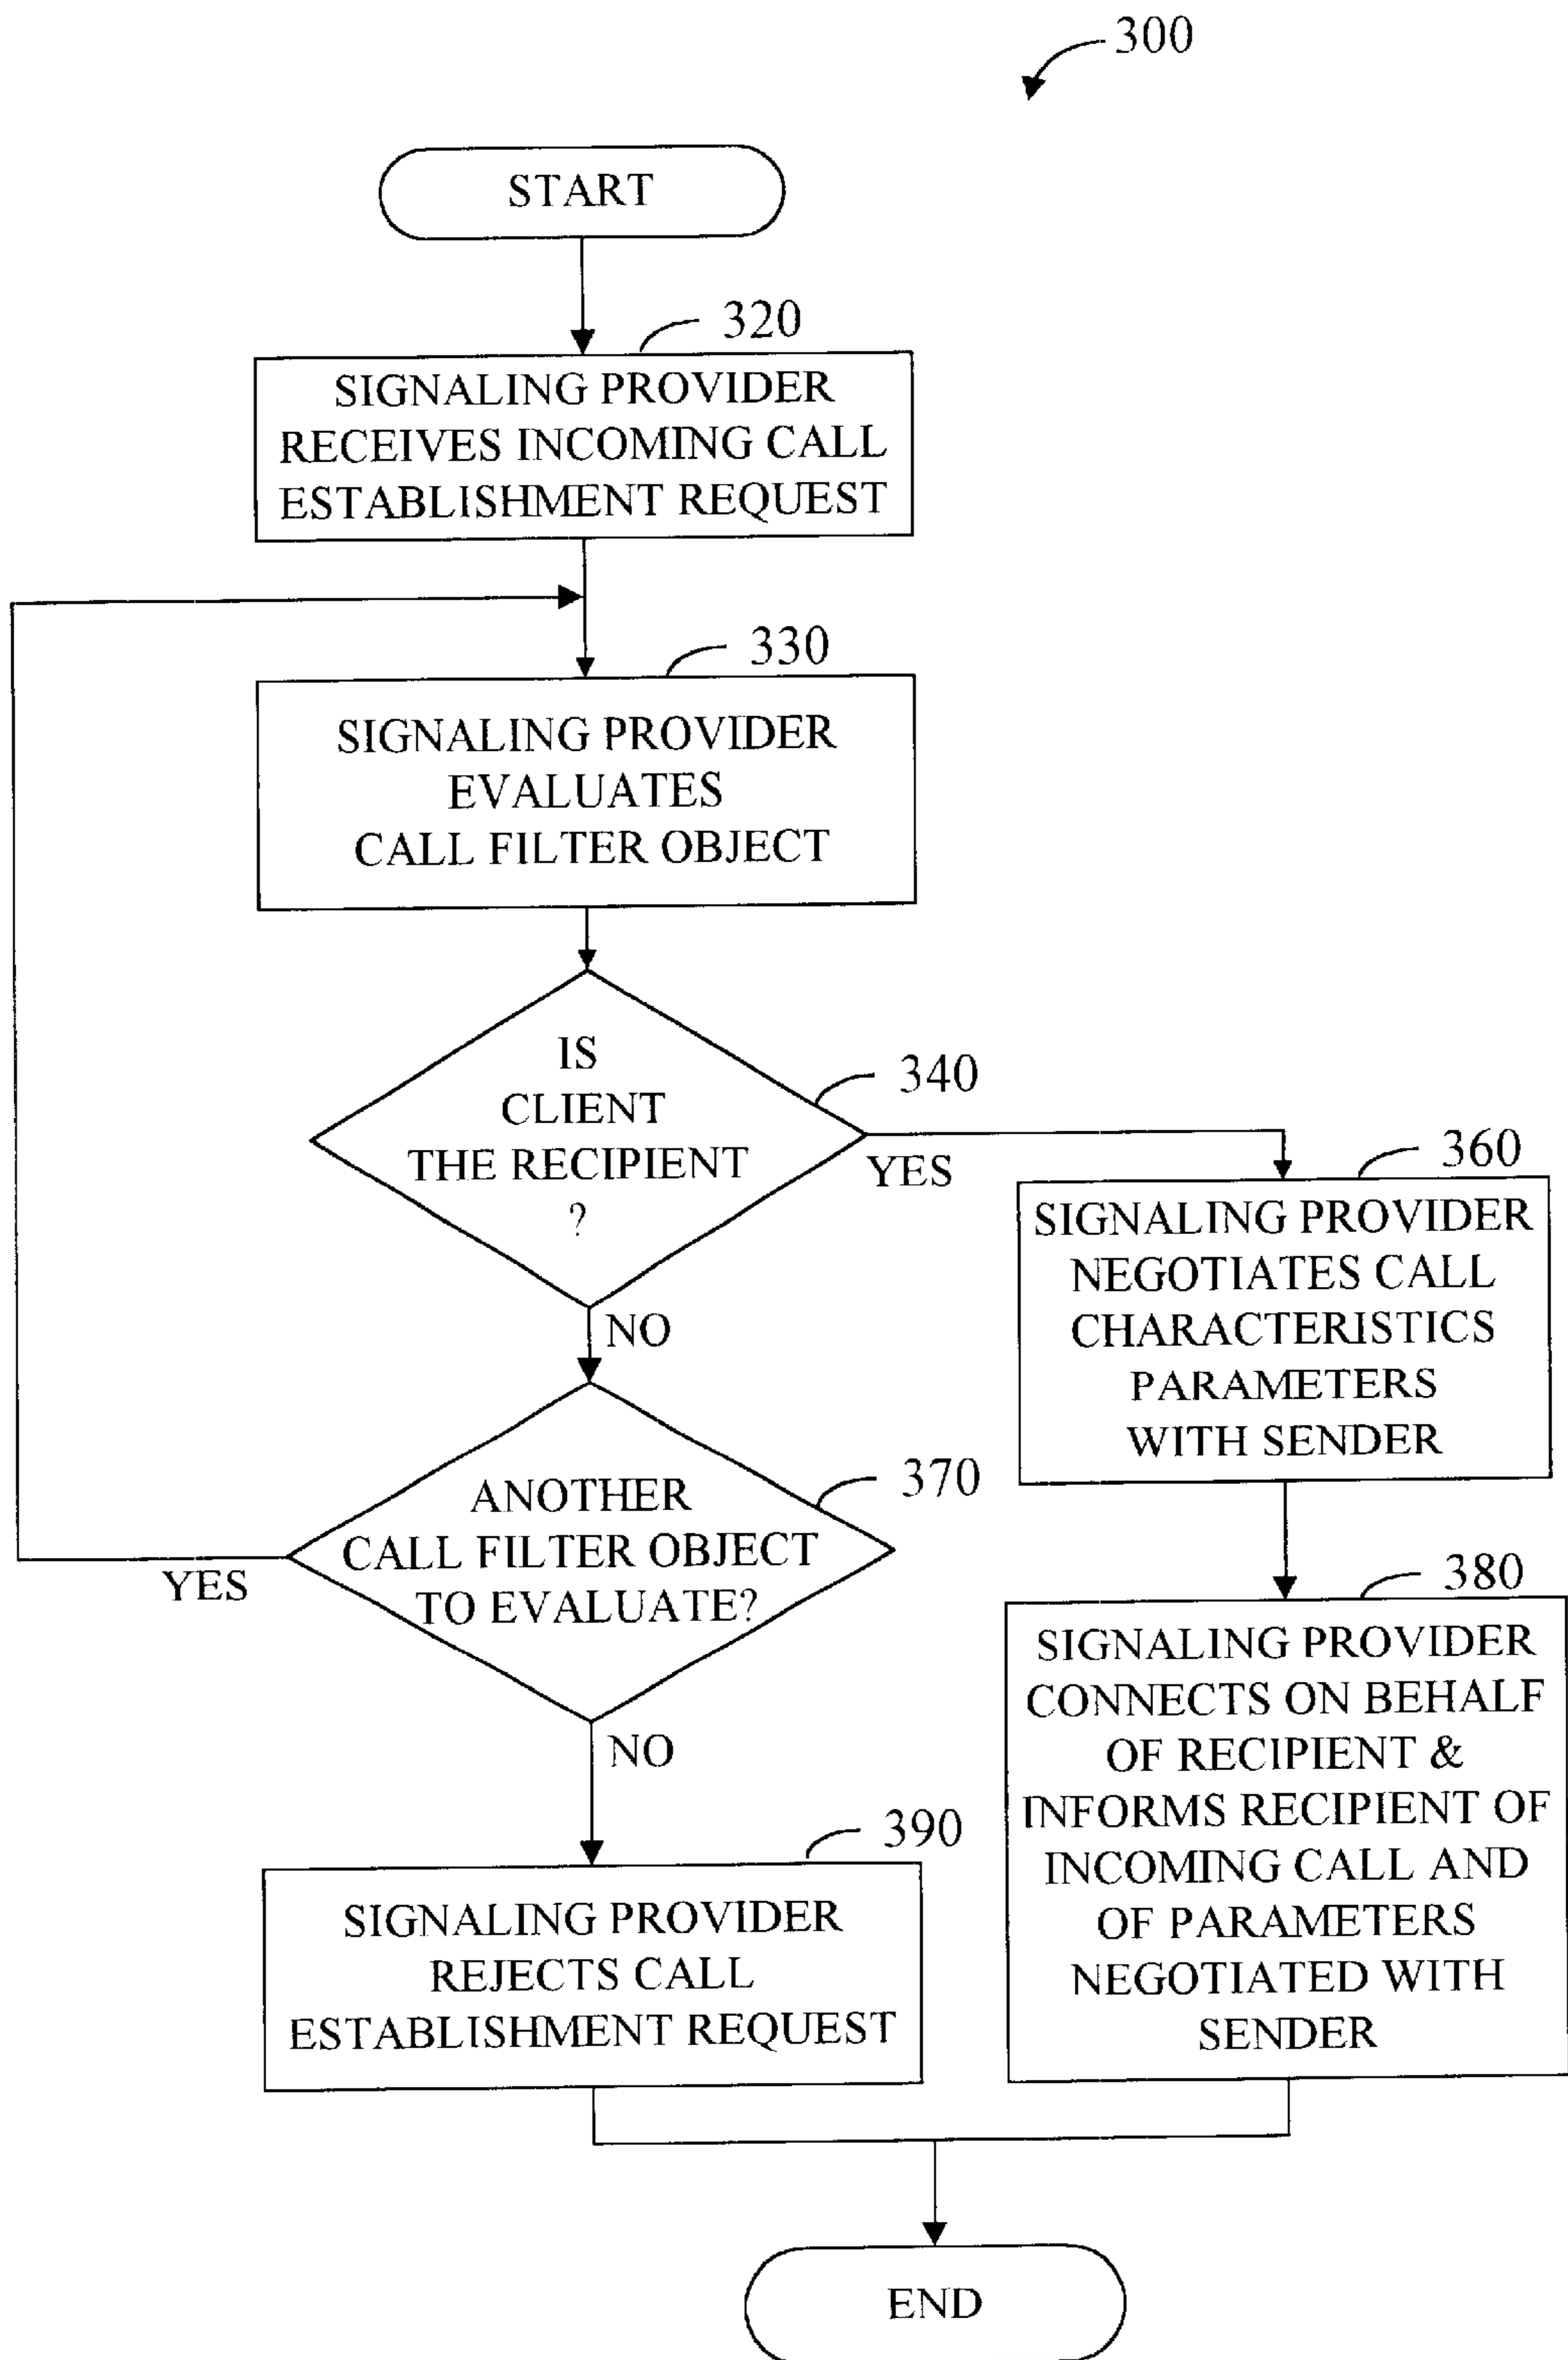 300
START
320
SIGNALING PROVIDER
RECEIVES INCOMING CALL
ESTABLISHMENT REQUEST
330
SIGNALING PROVIDER
EVALUATES
CALL FILTER OBJECT
IS
CLIENT
THE RECIPIENT
?
340
YES
NO
360
SIGNALING PROVIDER
NEGOTIATES CALL
CHARACTERISTICS
PARAMETERS
WITH SENDER
370
ANOTHER
CALL FILTER OBJECT
TO EVALUATE?
YES
NO
380
SIGNALING PROVIDER
CONNECTS ON BEHALF
OF RECIPIENT &
INFORMS RECIPIENT OF
INCOMING CALL AND
OF PARAMETERS
NEGOTIATED WITH
SENDER
390
SIGNALING PROVIDER
REJECTS CALL
ESTABLISHMENT REQUEST
END